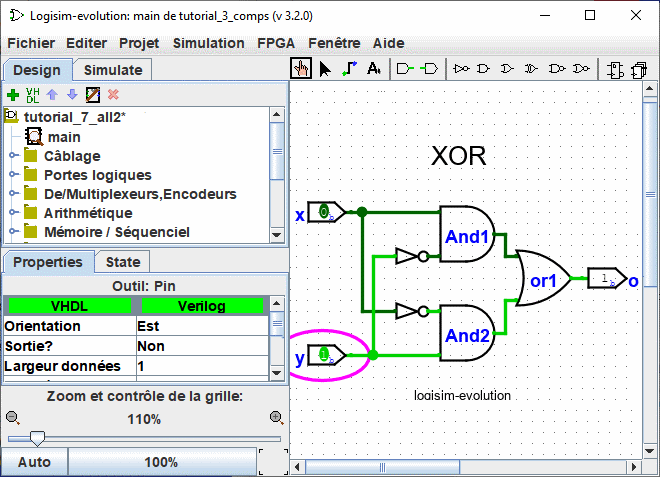 Logisim-evolution: main de tutorial_3_comps (v 3.2.0)
Fichier Editer Projet Simulation FPGA Fenêtre Aide
Design Simulate
VH
DL
A
tutorial_7_all2*
main
Câblage
Portes logiques
De/Multiplexeurs,Encodeurs
Arithmétique
Mémoire / Séquenciel
Properties State
Outil: Pin
VHDL Verilog
Orientation Est
Sortie? Non
Largeur données 1
Zoom et contrôle de la grille:
110%
Auto 100%
XOR
x 0
And1
or1 1 o
And2
y 1
logisim-evolution